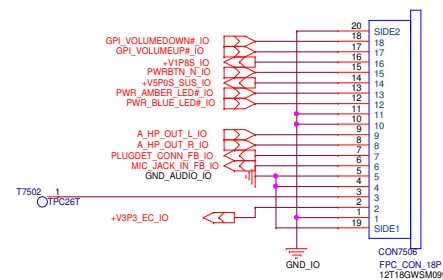 20 SIDE2
GPI_VOLUMEDOWN#_IO 18 18
GPI_VOLUMEUP#_IO 17 17
+V1P8S_IO 16 16
PWRBTN_N_IO 15 15
+V5P0S_SUS_IO 14 14
PWR_AMBER_LED#_IO 13 13
PWR_BLUE_LED#_IO 12 12
11 11
10 10
A_HP_OUT_L_IO 9 9
A_HP_OUT_R_IO 8 8
PLUGDET_CONN_FB_IO 7 7
MIC_JACK_IN_FB_IO 6 6
GND_AUDIO_IO 5 5
4 4
T7502 1 3 3
TPC26T
2 2
+V3P3_EC_IO 1 1
19 SIDE1
CON7506
GND_IO FPC_CON_18P
12T18GWSM09